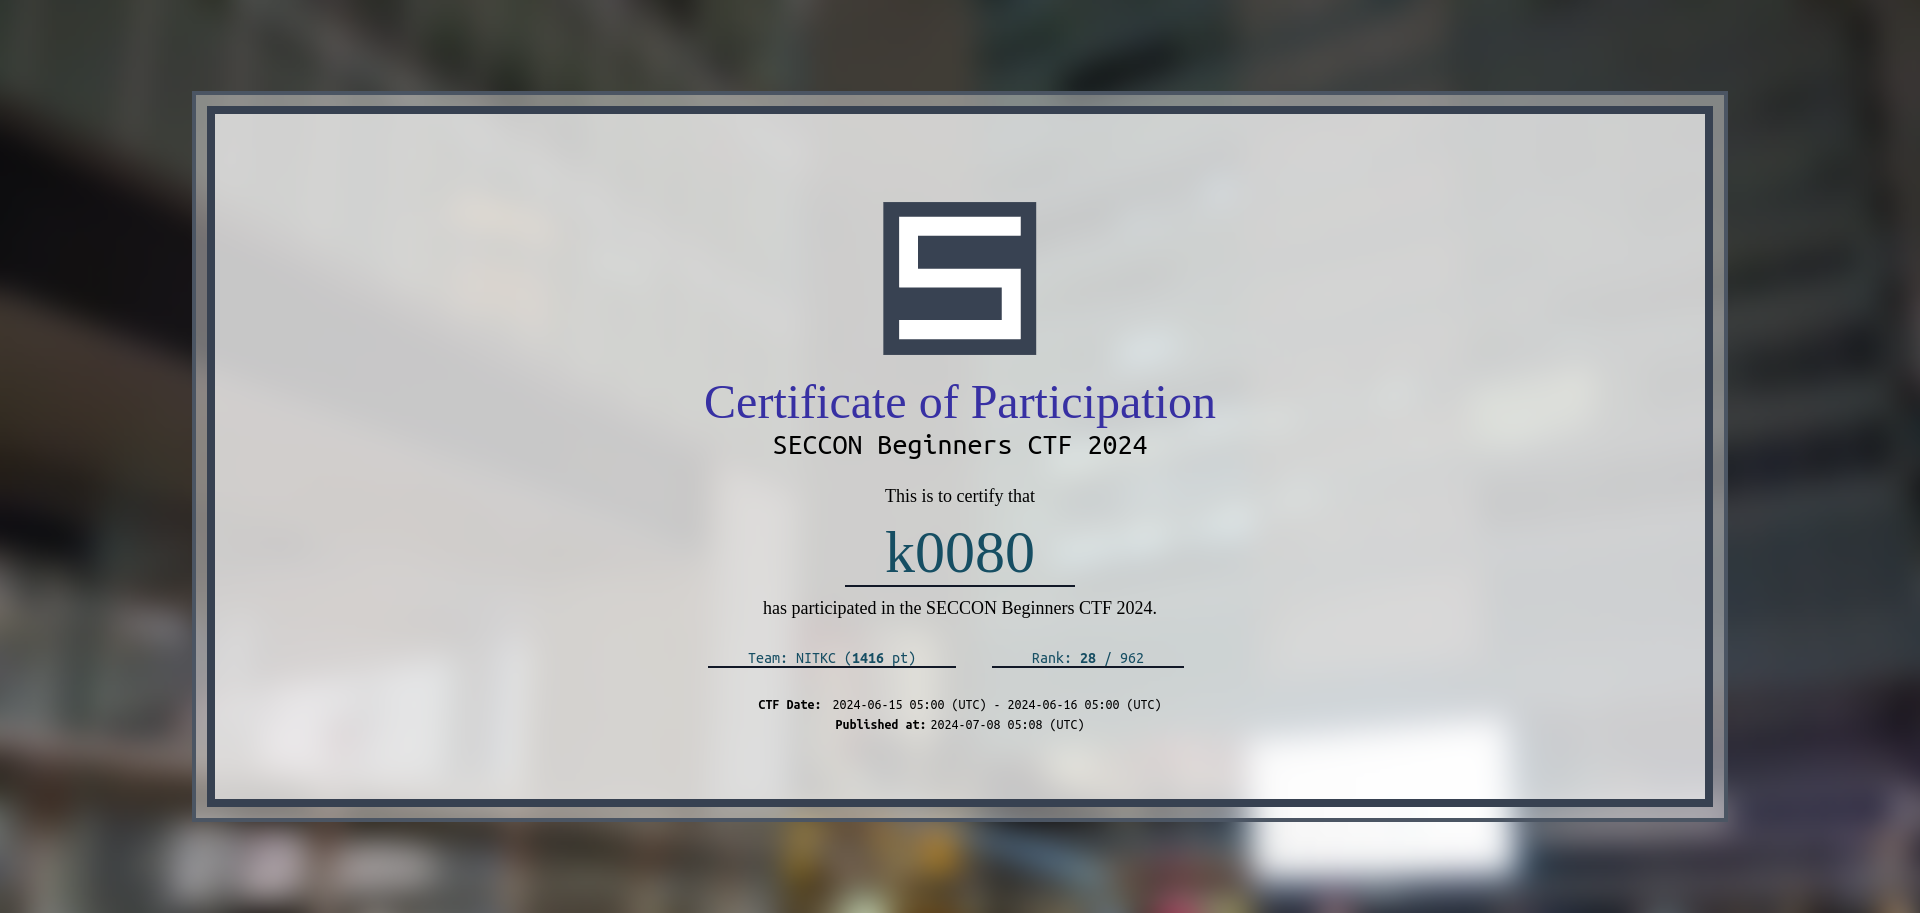 S
Certificate of Participation
SECCON Beginners CTF 2024
This is to certify that
k0080
has participated in the SECCON Beginners CTF 2024.
Team: NITKC (1416 pt)
Rank: 28 / 962
CTF Date: 2024-06-15 05:00 (UTC) - 2024-06-16 05:00 (UTC)
Published at: 2024-07-08 05:08 (UTC)